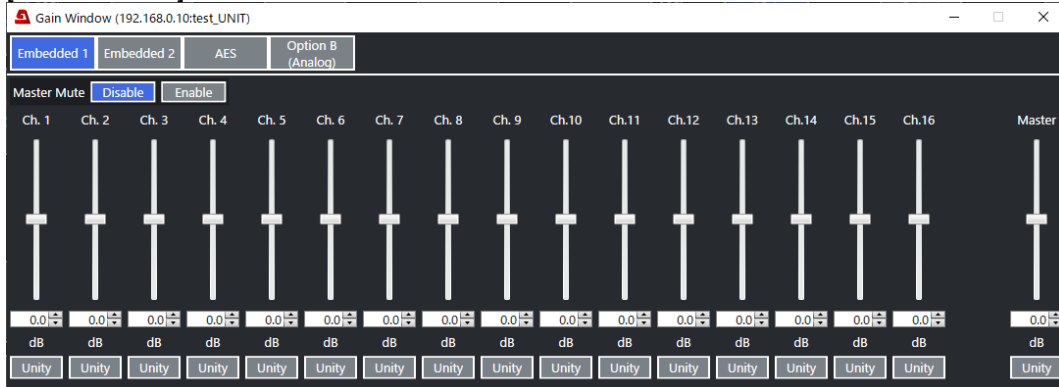 Gain Window (192.168.0.10:test_UNIT)
Embedded 1 Embedded 2 AES Option B
(Analog)
Master Mute Disable Enable
Ch. 1 Ch. 2 Ch. 3 Ch. 4 Ch. 5 Ch. 6 Ch. 7 Ch. 8 Ch. 9 Ch.10 Ch.11 Ch.12 Ch.13 Ch.14 Ch.15 Ch.16 Master
0.0 0.0 0.0 0.0 0.0 0.0 0.0 0.0 0.0 0.0 0.0 0.0 0.0 0.0 0.0 0.0 0.0
dB dB dB dB dB dB dB dB dB dB dB dB dB dB dB dB dB
Unity Unity Unity Unity Unity Unity Unity Unity Unity Unity Unity Unity Unity Unity Unity Unity Unity